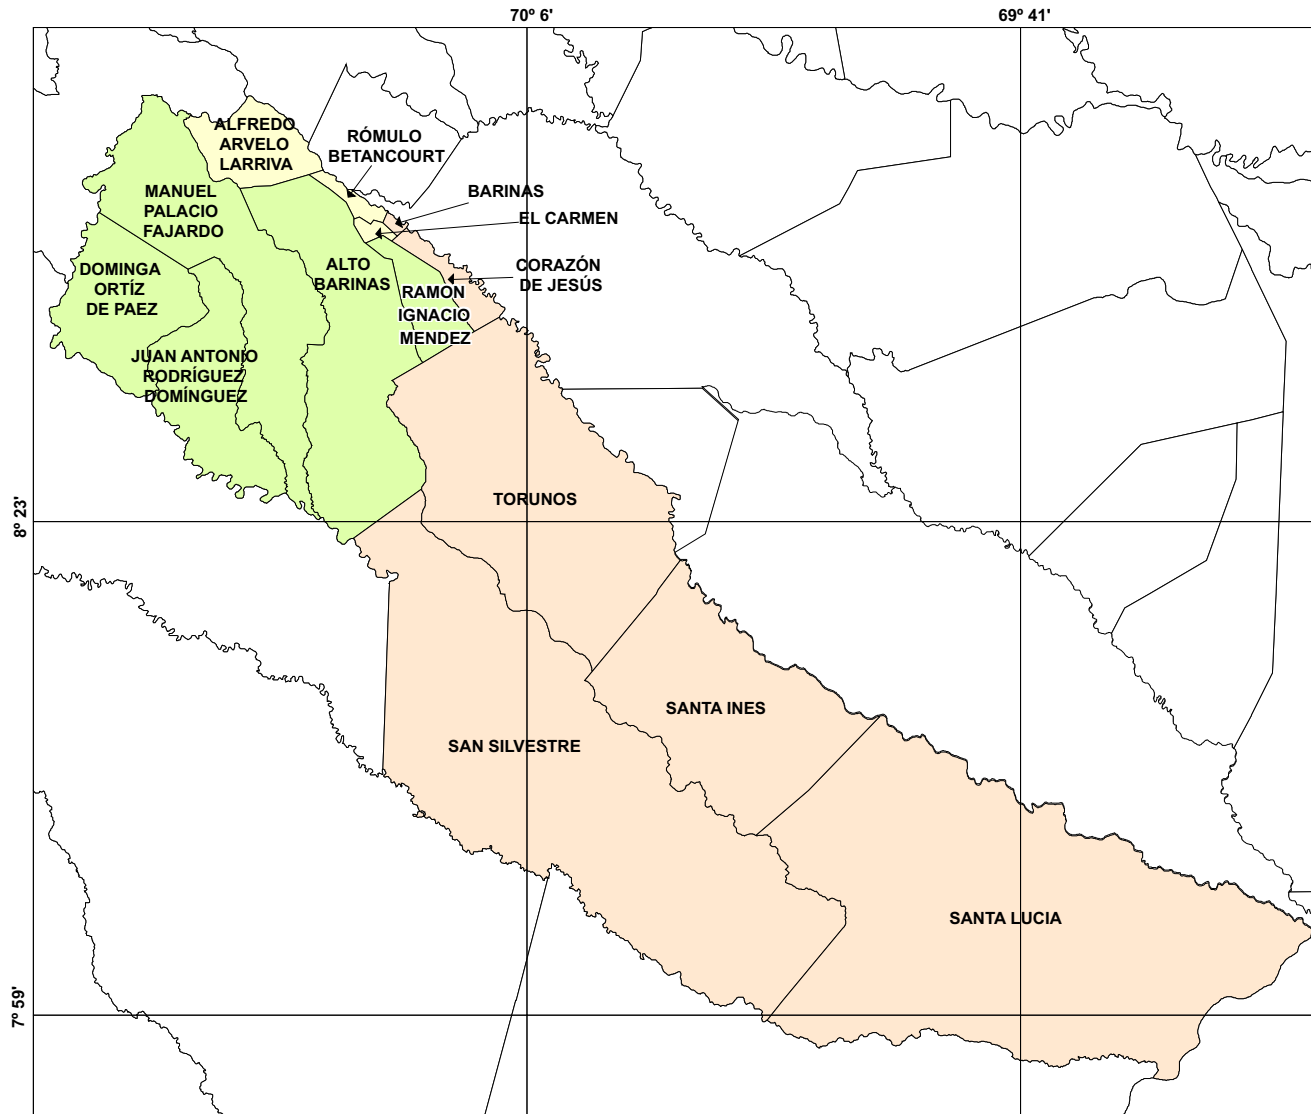 70º 6'
69º 41'
ALFREDO
ARVELO
LARRIVA
RÓMULO
BETANCOURT
MANUEL
PALACIO
FAJARDO
BARINAS
EL CARMEN
DOMINGA
ORTÍZ
DE PAEZ
ALTO
BARINAS
CORAZÓN
DE JESÚS
RAMON
IGNACIO
MENDEZ
JUAN ANTONIO
RODRÍGUEZ
DOMÍNGUEZ
8º 23'
TORUNOS
SANTA INES
SAN SILVESTRE
SANTA LUCIA
7º 59'